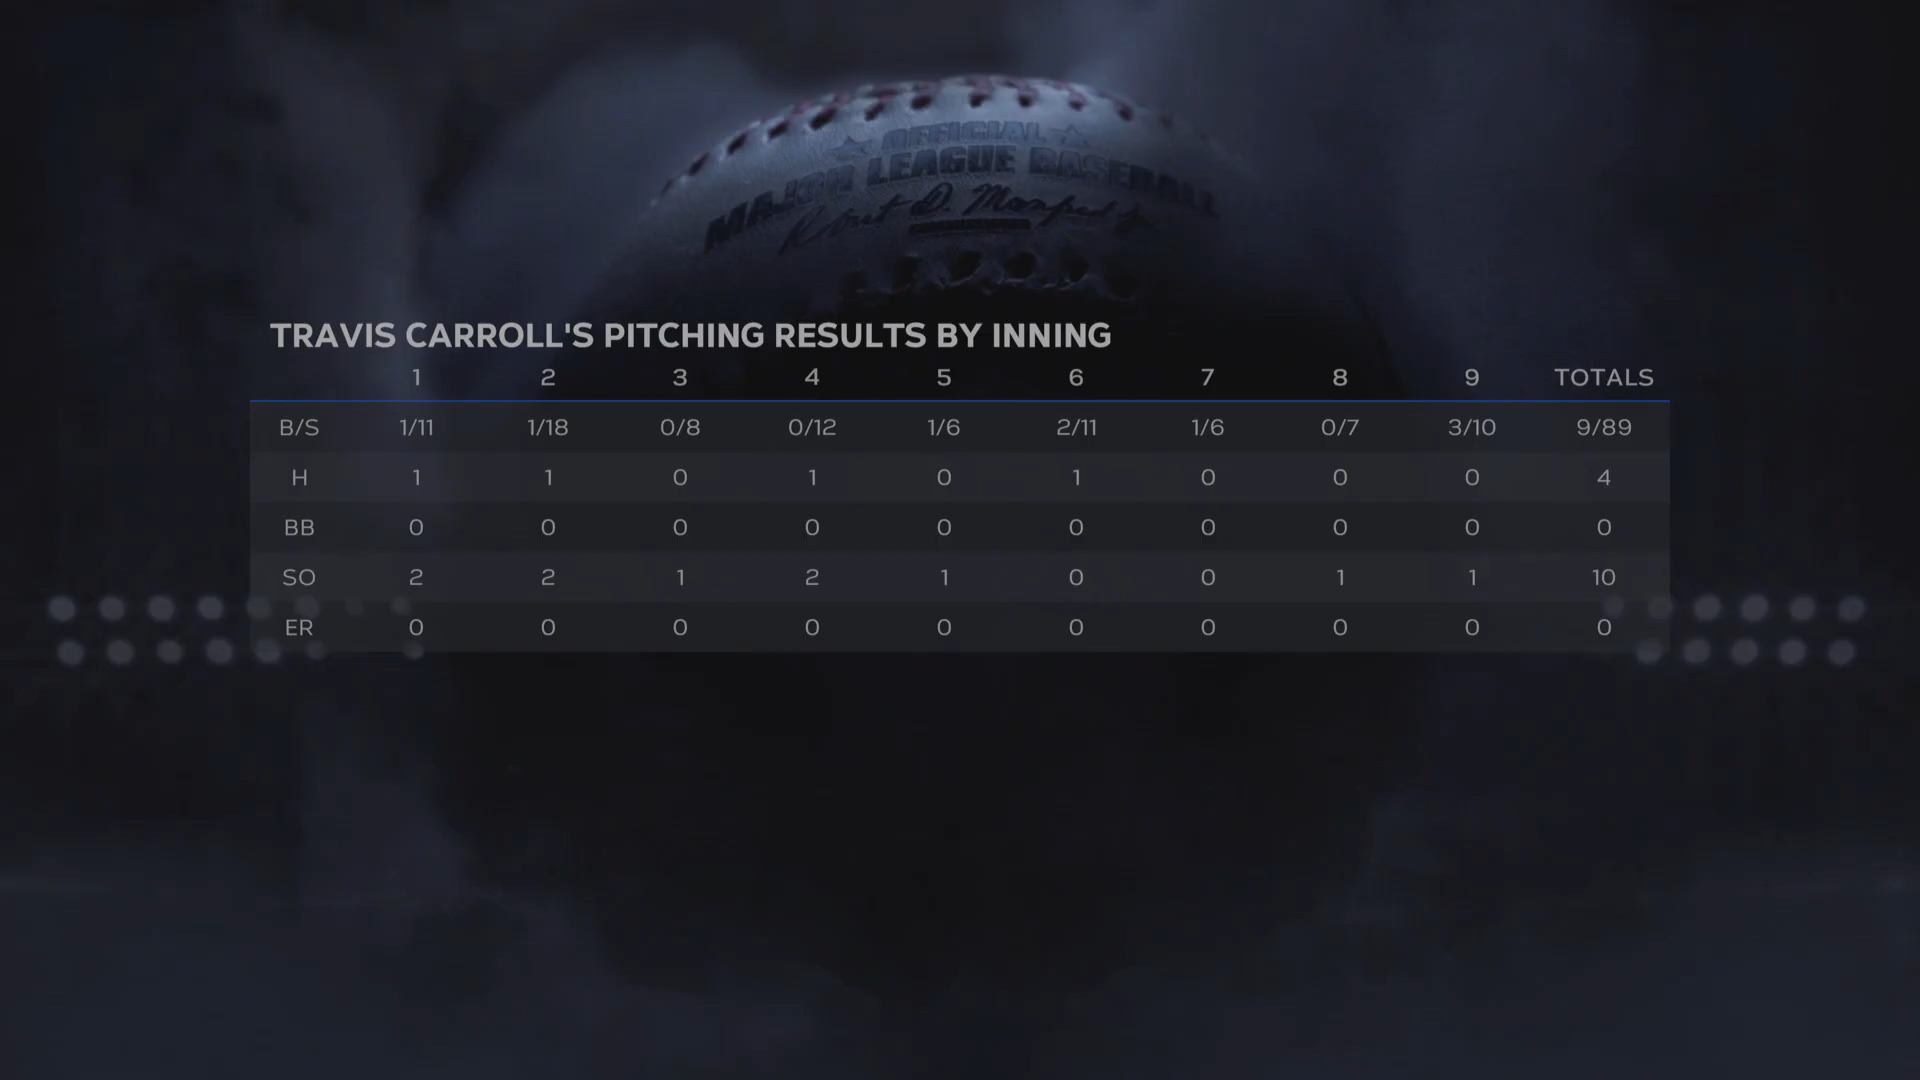 OFFICIAL
MAJOR LEAGUE BASEBALL
TRAVIS CARROLL'S PITCHING RESULTS BY INNING
1 2 3 4 5 6 7 8 9 TOTALS
B/S 1/11 1/18 0/8 0/12 1/6 2/11 1/6 0/7 3/10 9/89
H 1 1 0 1 0 1 0 0 0 4
BB 0 0 0 0 0 0 0 0 0 0
SO 2 2 1 2 1 0 0 1 1 10
ER 0 0 0 0 0 0 0 0 0 0